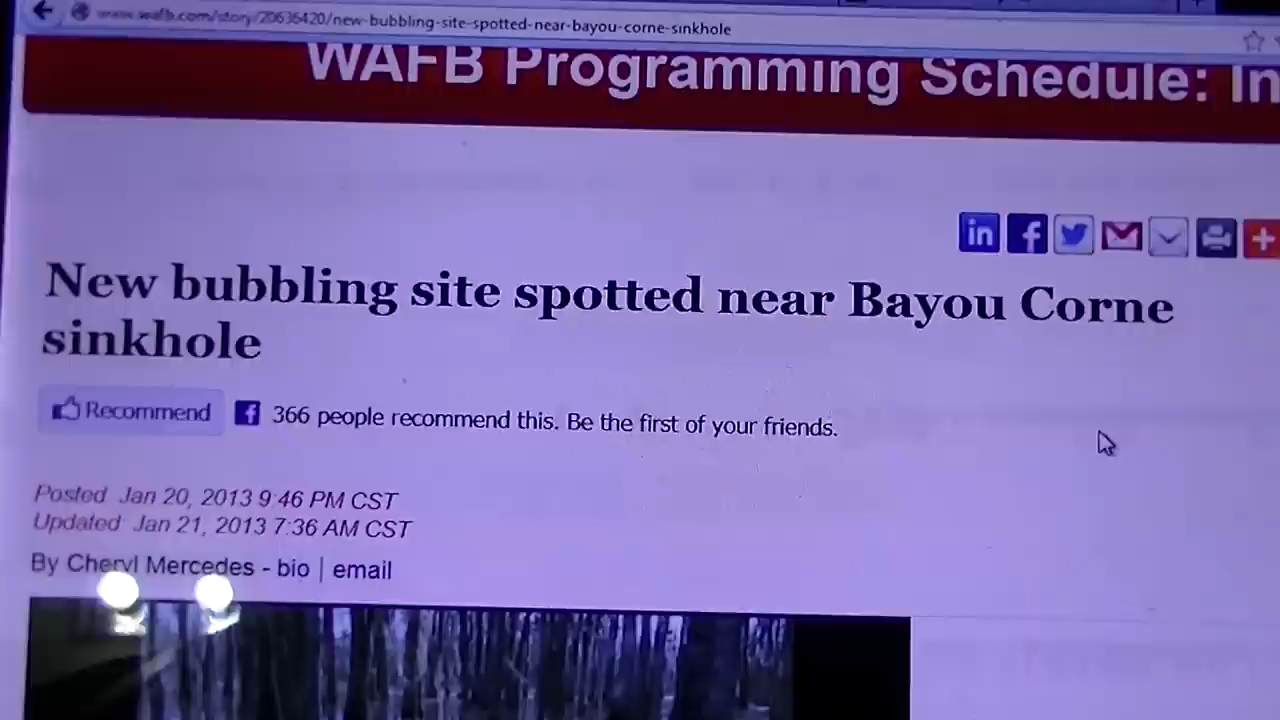 www.wafb.com/story/20636420/new-bubbling-site-spotted-near-bayou-corne-sinkhole
WAFB Programming Schedule: In
New bubbling site spotted near Bayou Corne
sinkhole
Recommend f 366 people recommend this. Be the first of your friends.
Posted: Jan 20, 2013 9:46 PM CST
Updated: Jan 21, 2013 7:36 AM CST
By Cheryl Mercedes - bio | email